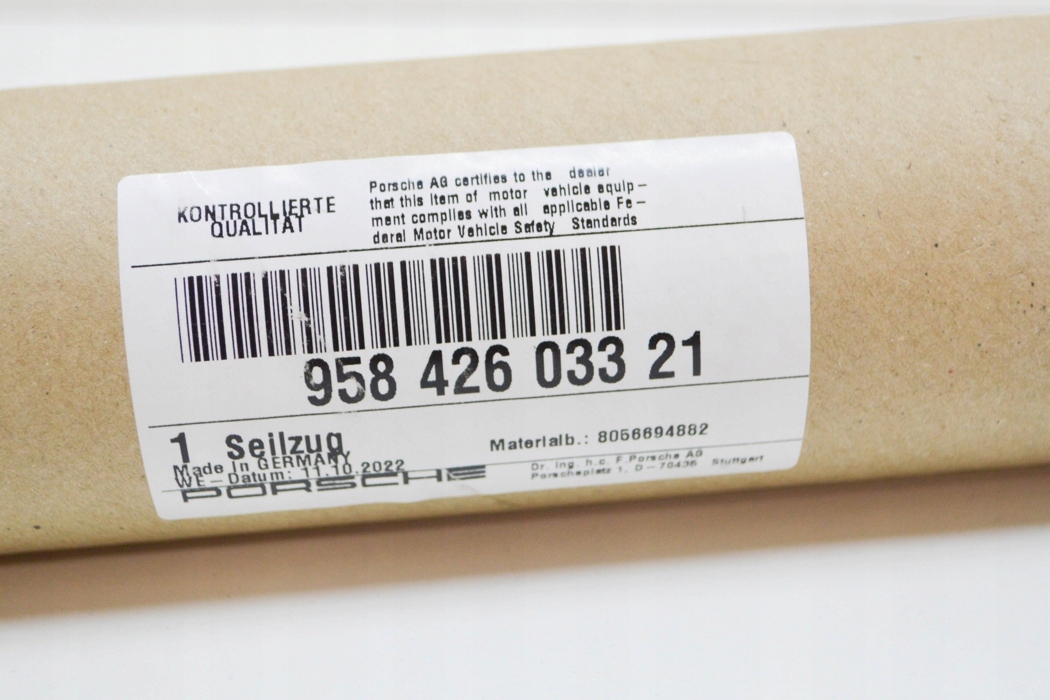 KONTROLLIERTE
QUALITÄT
Porsche AG certifies to the dealer
that this item of motor vehicle equip-
ment complies with all applicable Fe-
deral Motor Vehicle Safety Standards
958 426 033 21
1 Seilzug
Materialb.: 8056694882
Made in GERMANY
WE-Datum: 11.10.2022
PORSCHE
Dr. Ing. h.c. F.Porsche AG
Porscheplatz 1, D-70435 Stuttgart